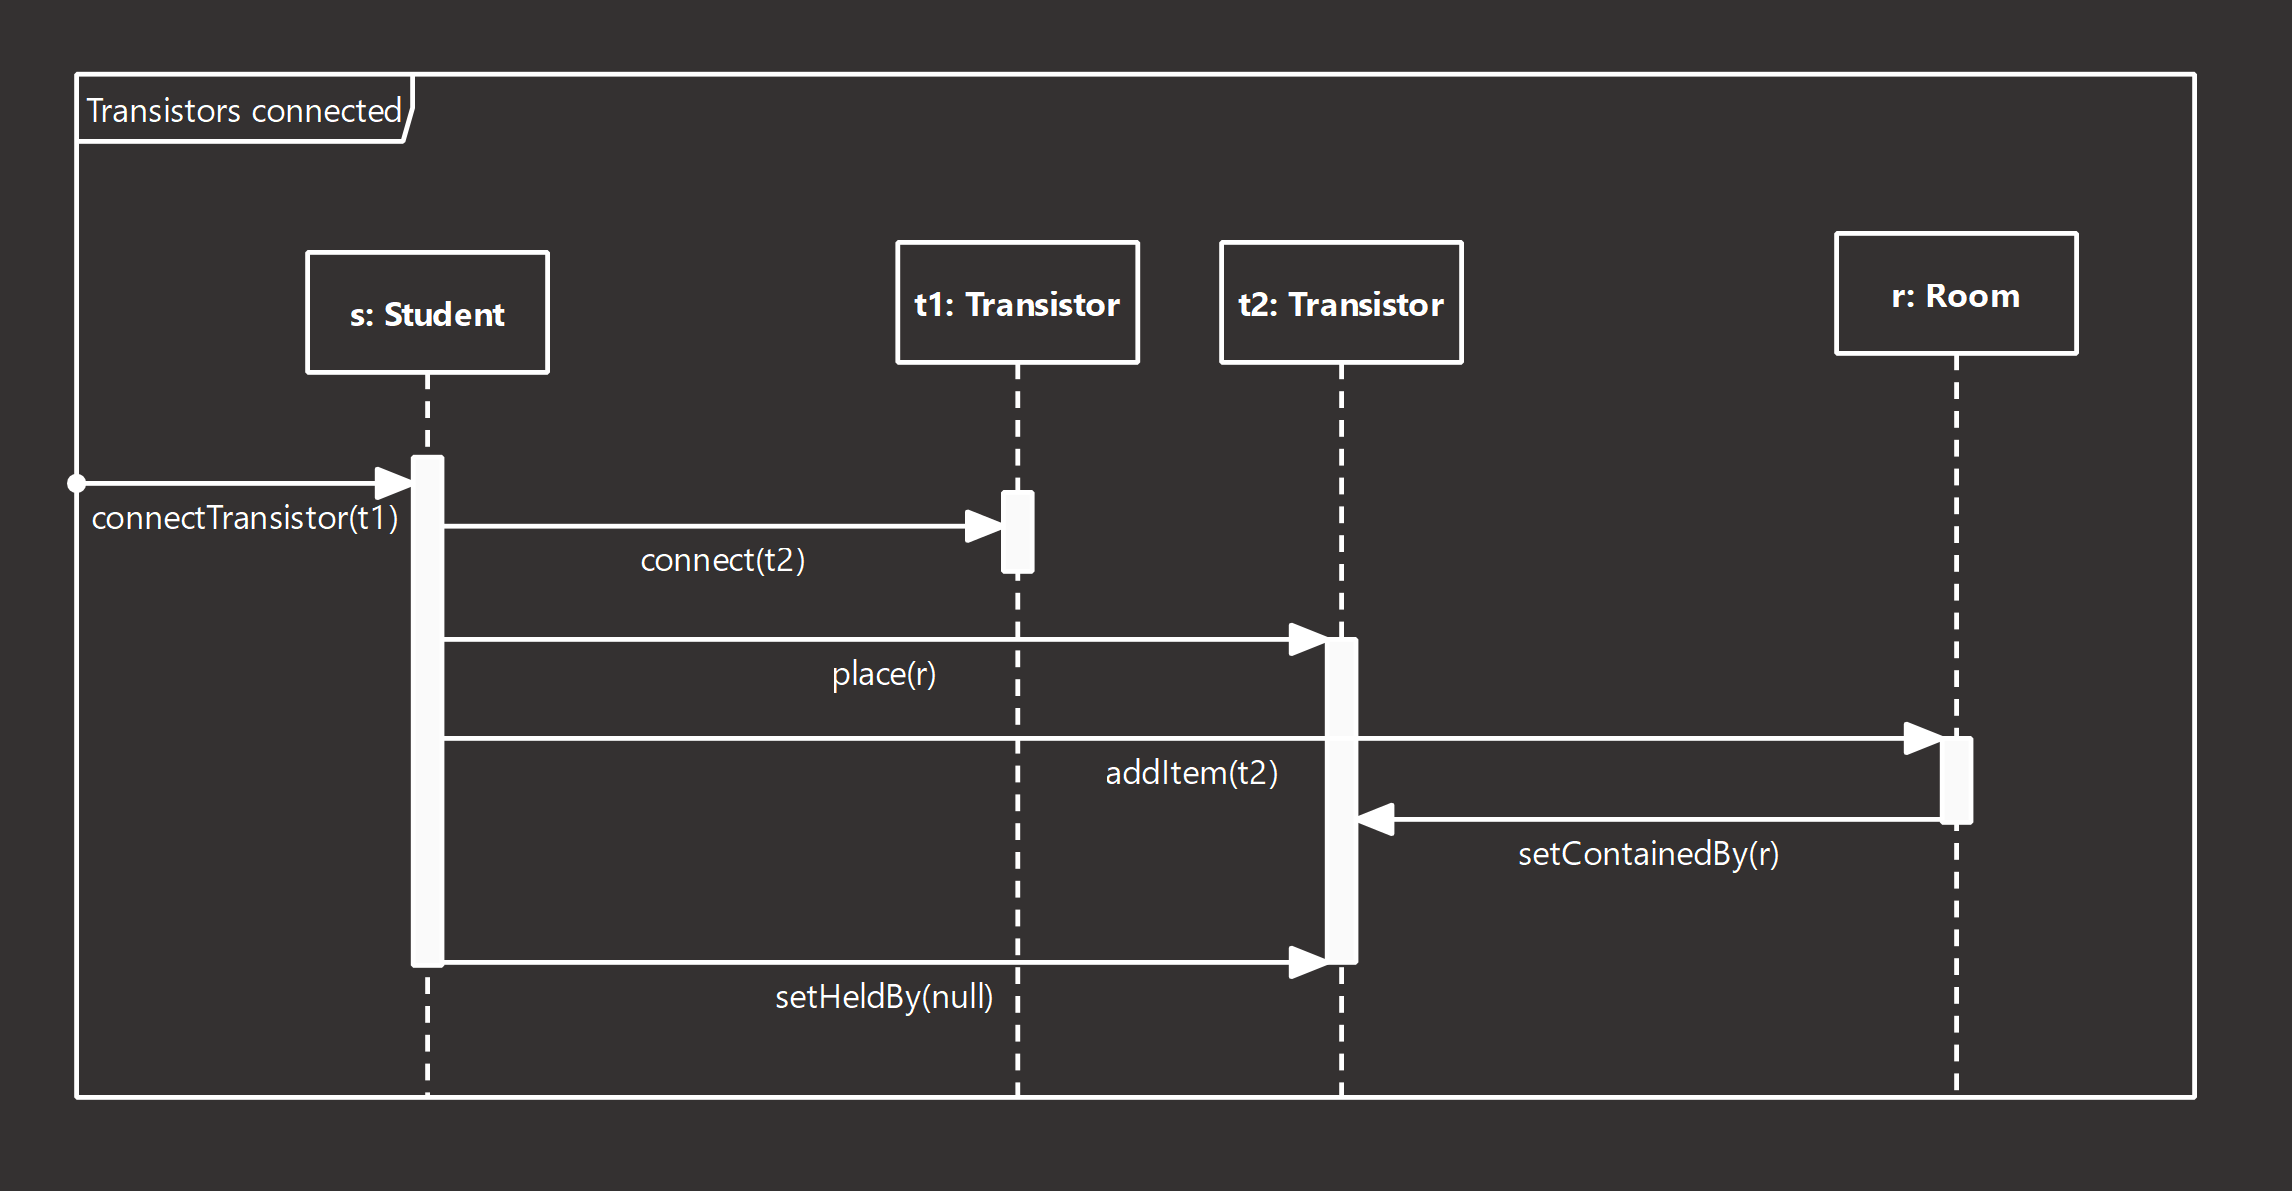 Transistors connected
s: Student
t1: Transistor
t2: Transistor
r: Room
connectTransistor(t1)
connect(t2)
place(r)
addItem(t2)
setContainedBy(r)
setHeldBy(null)